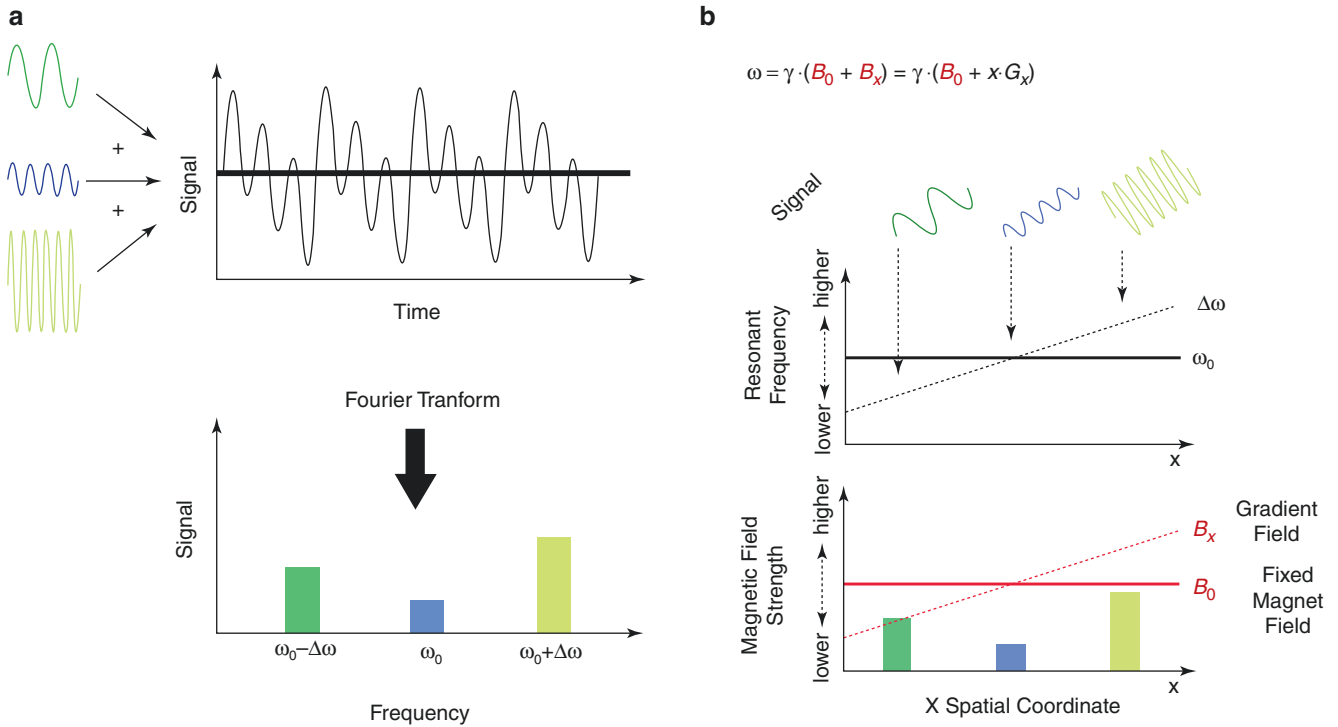 a
+
+
Signal
Time
Fourier Tranform
Signal
ω0−Δω
ω0
ω0+Δω
Frequency
b
ω = γ·(B0 + Bx) = γ·(B0 + x·Gx)
Signal
Resonant
Frequency
lower
higher
Δω
ω0
x
Magnetic Field
Strength
lower
higher
Bx
Gradient
Field
B0
Fixed
Magnet
Field
x
X Spatial Coordinate